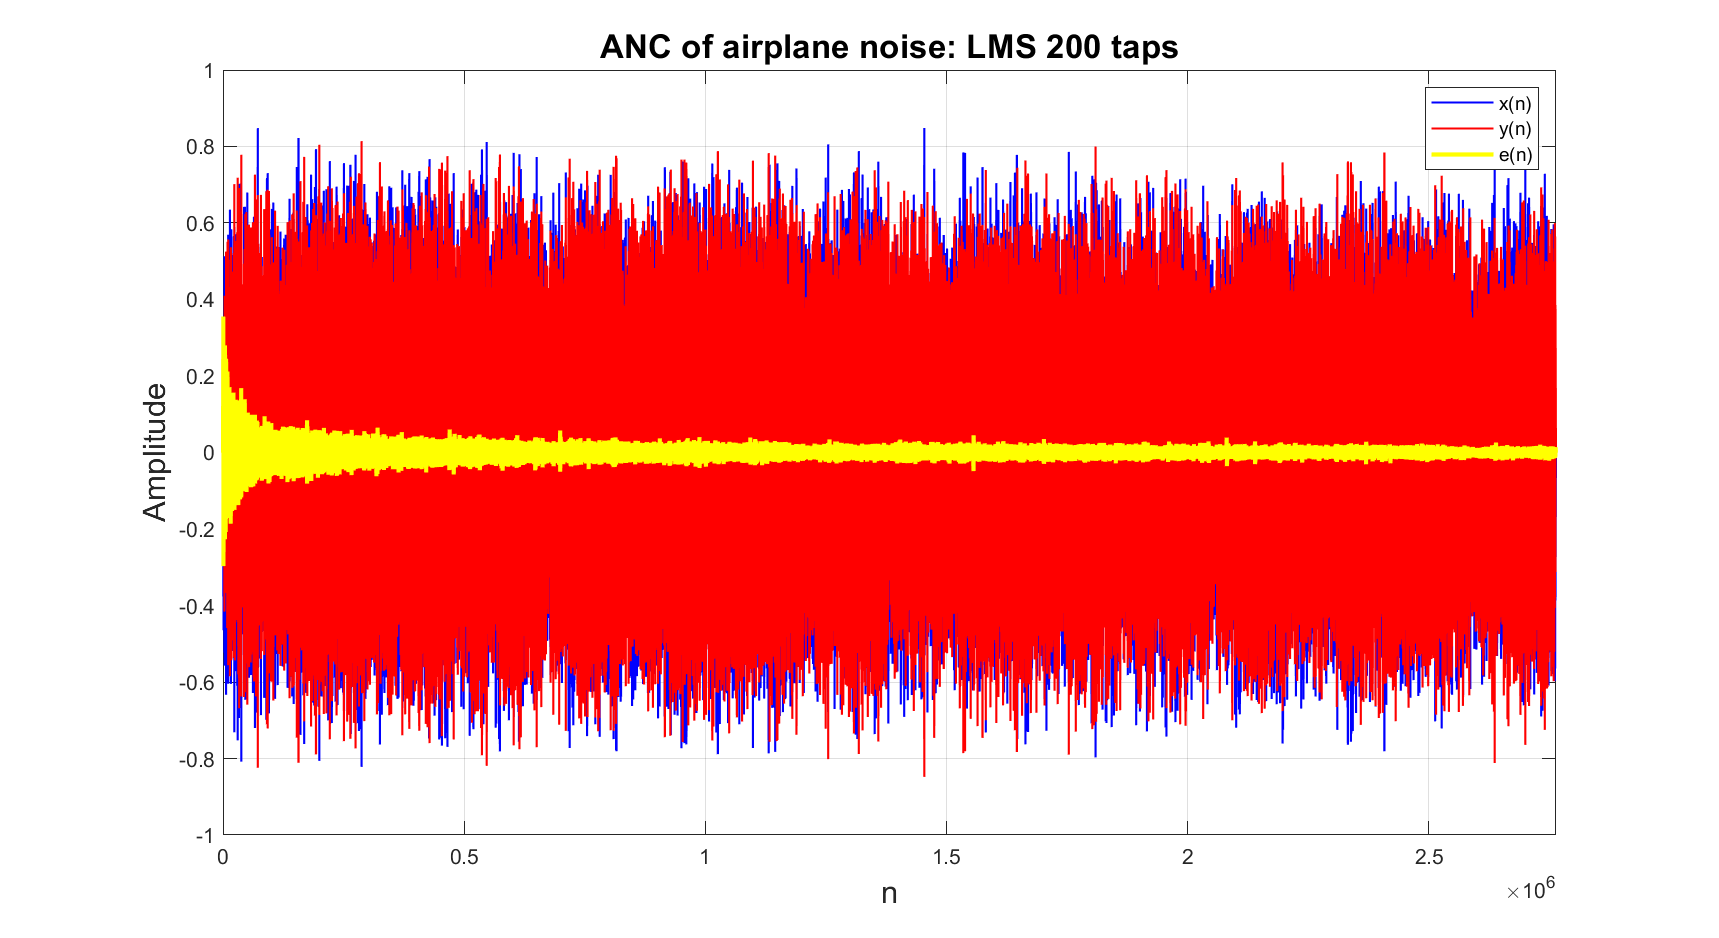 ANC of airplane noise: LMS 200 taps
1
0.8
0.6
0.4
0.2
0
-0.2
-0.4
-0.6
-0.8
-1
Amplitude
x(n)
y(n)
e(n)
0 0.5 1 1.5 2 2.5
×10^6
n